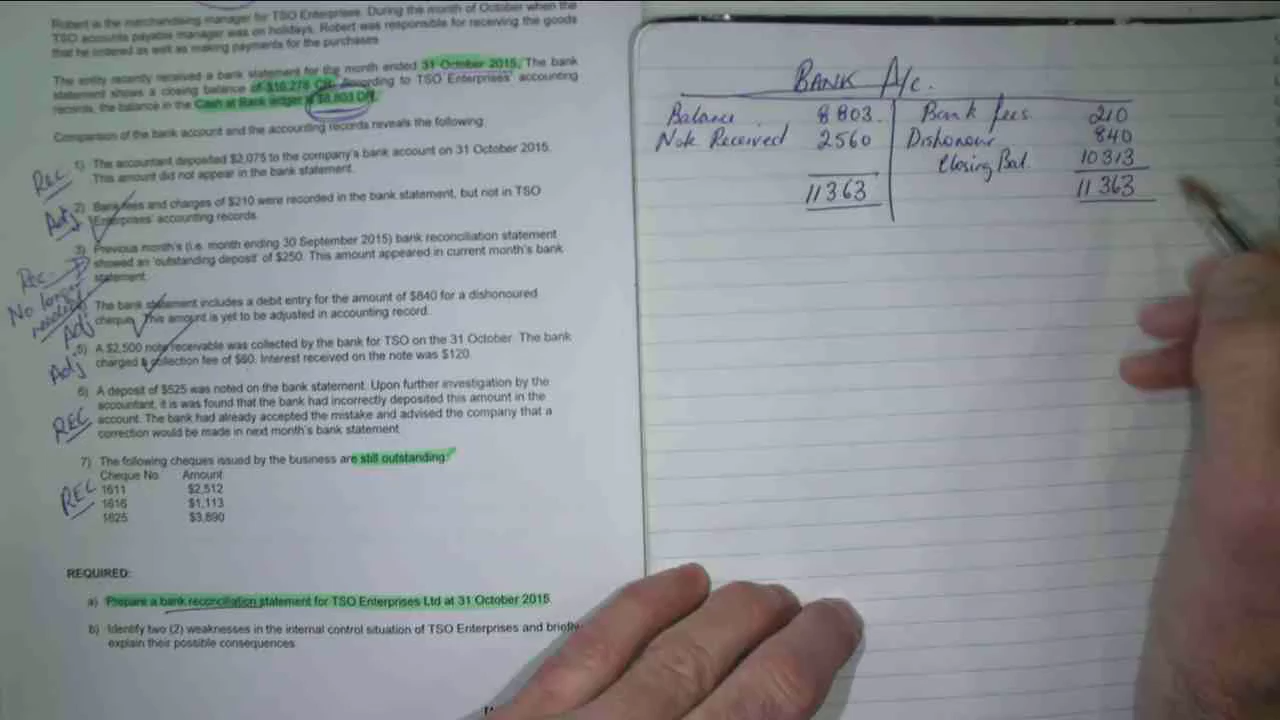 Robert is the merchandising manager for TSO Enterprises. During the month of October when the
TSO accounts payable manager was on holidays, Robert was responsible for receiving the goods
that he ordered as well as making payments for the purchases.
The entity recently received a bank statement for the month ended 31 October 2015. The bank
statement shows a closing balance of $16,278 CR. According to TSO Enterprises' accounting
records, the balance in the Cash at Bank ledger is $8,803 DR.
Comparison of the bank account and the accounting records reveals the following:
Rec 1) The accountant deposited $2,075 to the company's bank account on 31 October 2015.
This amount did not appear in the bank statement.
Adj 2) Bank fees and charges of $210 were recorded in the bank statement, but not in TSO
Enterprises' accounting records.
Rec. 3) Previous month's (i.e. month ending 30 September 2015) bank reconciliation statement
showed an 'outstanding deposit' of $250. This amount appeared in current month's bank
statement.
No longer
Adj The bank statement includes a debit entry for the amount of $840 for a dishonoured
cheque. This amount is yet to be adjusted in accounting record.
Adj 5) A $2,500 note receivable was collected by the bank for TSO on the 31 October. The bank
charged a collection fee of $60. Interest received on the note was $120.
REC 6) A deposit of $525 was noted on the bank statement. Upon further investigation by the
accountant, it is was found that the bank had incorrectly deposited this amount in the
account. The bank had already accepted the mistake and advised the company that a
correction would be made in next month's bank statement.
7) The following cheques issued by the business are still outstanding:
Cheque No Amount
REC 1611 $2,512
1616 $1,113
1625 $3,890
REQUIRED:
a) Prepare a bank reconciliation statement for TSO Enterprises Ltd at 31 October 2015
b) Identify two (2) weaknesses in the internal control situation of TSO Enterprises and briefly
explain their possible consequences
BANK A/c.
Balance 8803. Bank fees 210
Note Received 2560 Dishonour 840
Closing Bal. 10313
11363 11363